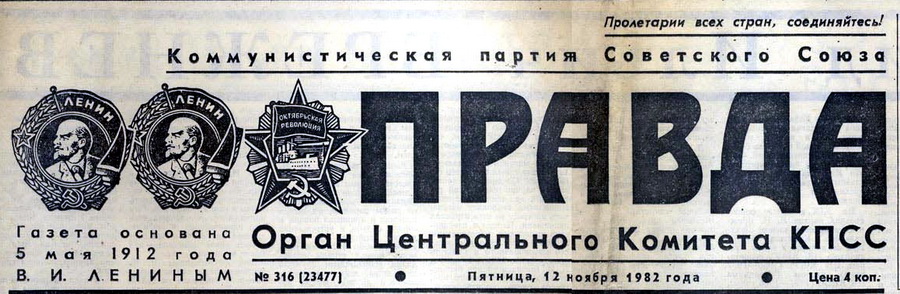 Пролетарии всех стран, соединяйтесь!
Коммунистическая партия Советского Союза
ЛЕНИН
ЛЕНИН
ОКТЯБРЬСКАЯ
РЕВОЛЮЦИЯ
ПРАВДА
Газета основана
5 мая 1912 года
В. И. ЛЕНИНЫМ
Орган Центрального Комитета КПСС
№ 316 (23477) ● Пятница, 12 ноября 1982 года ● Цена 4 коп.